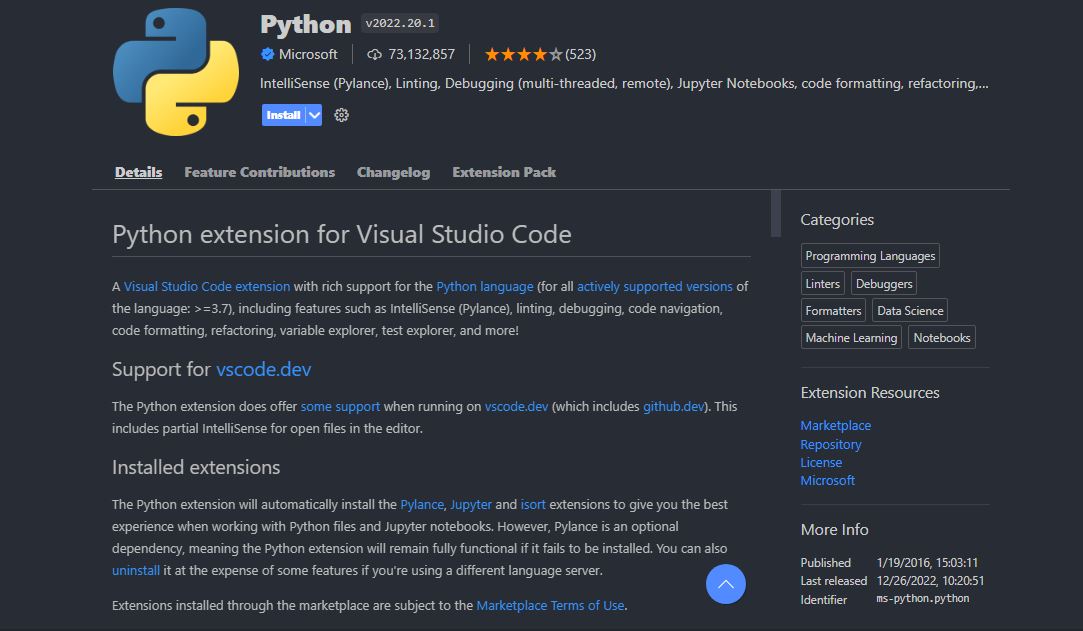 Python v2022.20.1
Microsoft 73,132,857 (523)
IntelliSense (Pylance), Linting, Debugging (multi-threaded, remote), Jupyter Notebooks, code formatting, refactoring,...
Install
Details Feature Contributions Changelog Extension Pack
Python extension for Visual Studio Code
A Visual Studio Code extension with rich support for the Python language (for all actively supported versions of
the language: >=3.7), including features such as IntelliSense (Pylance), linting, debugging, code navigation,
code formatting, refactoring, variable explorer, test explorer, and more!
Support for vscode.dev
The Python extension does offer some support when running on vscode.dev (which includes github.dev). This
includes partial IntelliSense for open files in the editor.
Installed extensions
The Python extension will automatically install the Pylance, Jupyter and isort extensions to give you the best
experience when working with Python files and Jupyter notebooks. However, Pylance is an optional
dependency, meaning the Python extension will remain fully functional if it fails to be installed. You can also
uninstall it at the expense of some features if you're using a different language server.
Extensions installed through the marketplace are subject to the Marketplace Terms of Use.
Categories
Programming Languages
Linters Debuggers
Formatters Data Science
Machine Learning Notebooks
Extension Resources
Marketplace
Repository
License
Microsoft
More Info
Published 1/19/2016, 15:03:11
Last released 12/26/2022, 10:20:51
Identifier ms-python.python